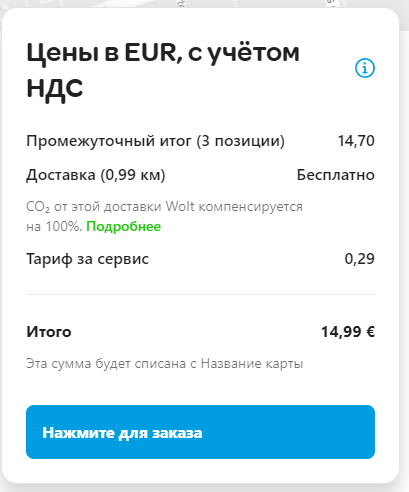 Цены в EUR, с учётом
НДС
Промежуточный итог (3 позиции) 14,70
Доставка (0,99 км) Бесплатно
CO₂ от этой доставки Wolt компенсируется
на 100%. Подробнее
Тариф за сервис 0,29
Итого 14,99 €
Эта сумма будет списана с Название карты
Нажмите для заказа